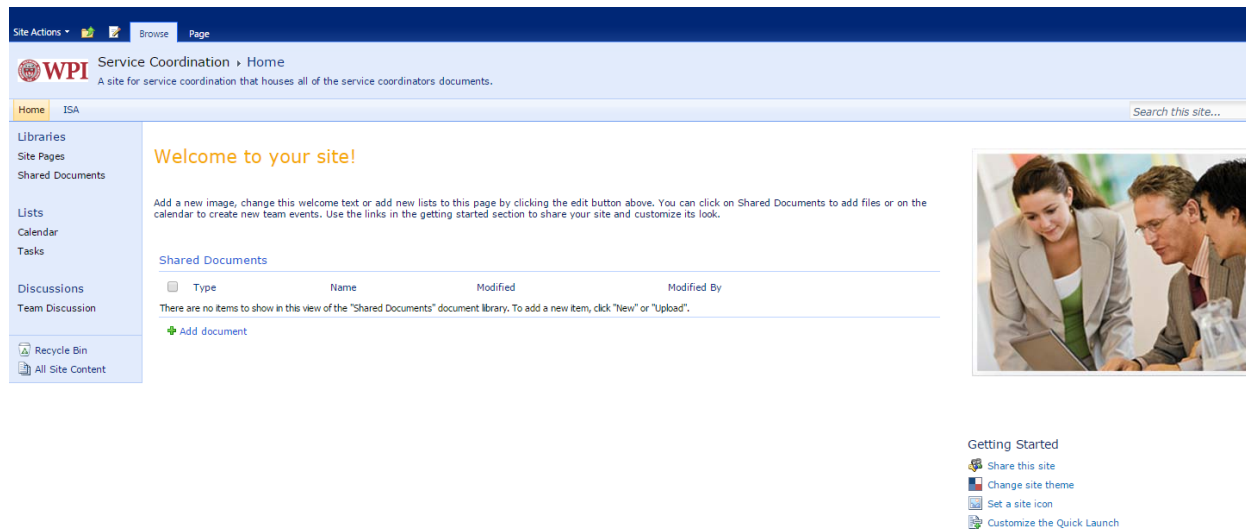 Site Actions
Browse
Page
WPI
Service Coordination ▸ Home
A site for service coordination that houses all of the service coordinators documents.
Home
ISA
Search this site...
Libraries
Site Pages
Shared Documents
Lists
Calendar
Tasks
Discussions
Team Discussion
Recycle Bin
All Site Content
Welcome to your site!
Add a new image, change this welcome text or add new lists to this page by clicking the edit button above. You can click on Shared Documents to add files or on the
calendar to create new team events. Use the links in the getting started section to share your site and customize its look.
Shared Documents
Type Name Modified Modified By
There are no items to show in this view of the "Shared Documents" document library. To add a new item, click "New" or "Upload".
Add document
Getting Started
Share this site
Change site theme
Set a site icon
Customize the Quick Launch